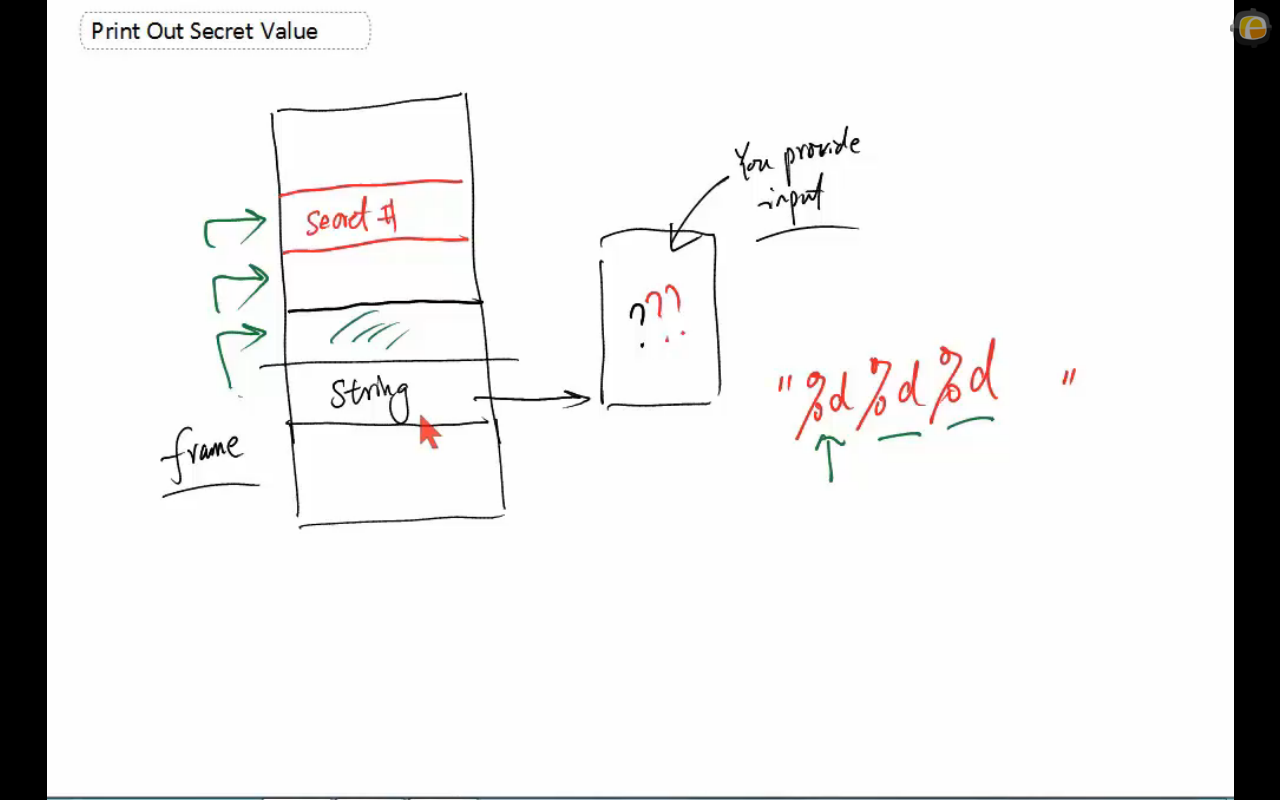 Print Out Secret Value
You provide
input
Secret #
???
"%d%d%d "
String
frame
e